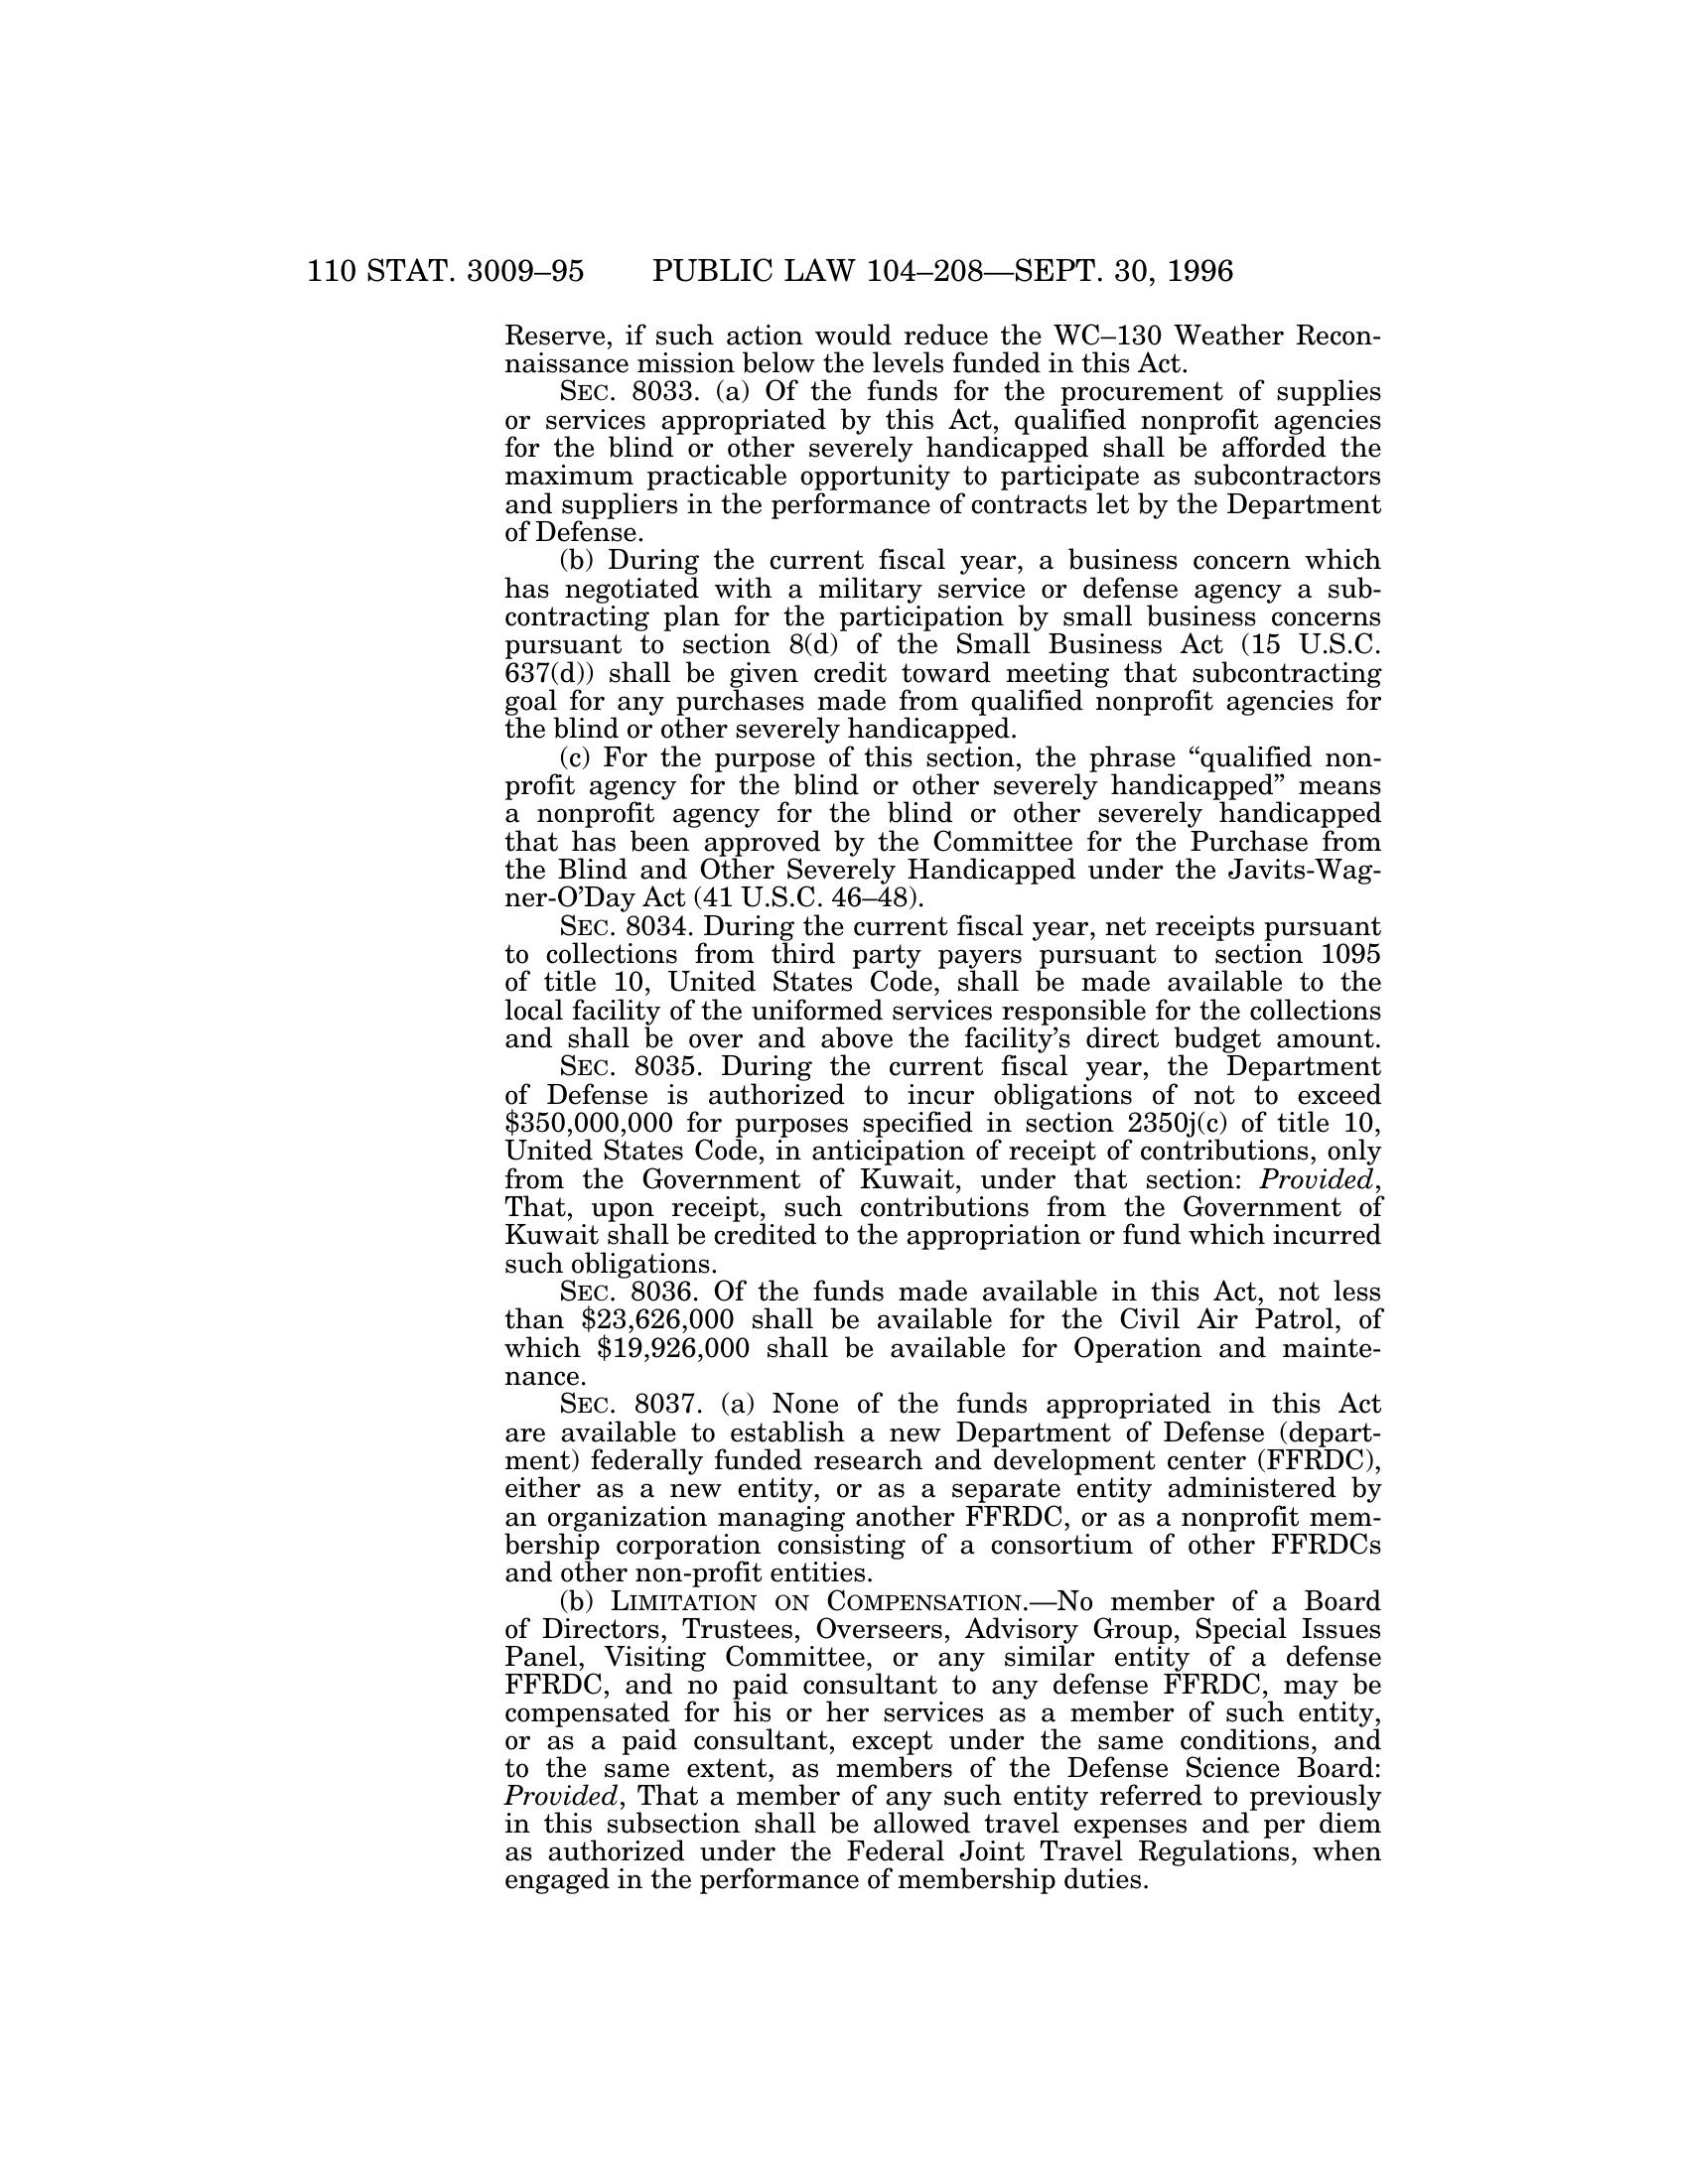 110 STAT. 3009–95 PUBLIC LAW 104–208—SEPT. 30, 1996
Reserve, if such action would reduce the WC–130 Weather Recon-
naissance mission below the levels funded in this Act.
SEC. 8033. (a) Of the funds for the procurement of supplies
or services appropriated by this Act, qualified nonprofit agencies
for the blind or other severely handicapped shall be afforded the
maximum practicable opportunity to participate as subcontractors
and suppliers in the performance of contracts let by the Department
of Defense.
(b) During the current fiscal year, a business concern which
has negotiated with a military service or defense agency a sub-
contracting plan for the participation by small business concerns
pursuant to section 8(d) of the Small Business Act (15 U.S.C.
637(d)) shall be given credit toward meeting that subcontracting
goal for any purchases made from qualified nonprofit agencies for
the blind or other severely handicapped.
(c) For the purpose of this section, the phrase “qualified non-
profit agency for the blind or other severely handicapped” means
a nonprofit agency for the blind or other severely handicapped
that has been approved by the Committee for the Purchase from
the Blind and Other Severely Handicapped under the Javits-Wag-
ner-O’Day Act (41 U.S.C. 46–48).
SEC. 8034. During the current fiscal year, net receipts pursuant
to collections from third party payers pursuant to section 1095
of title 10, United States Code, shall be made available to the
local facility of the uniformed services responsible for the collections
and shall be over and above the facility’s direct budget amount.
SEC. 8035. During the current fiscal year, the Department
of Defense is authorized to incur obligations of not to exceed
$350,000,000 for purposes specified in section 2350j(c) of title 10,
United States Code, in anticipation of receipt of contributions, only
from the Government of Kuwait, under that section: Provided,
That, upon receipt, such contributions from the Government of
Kuwait shall be credited to the appropriation or fund which incurred
such obligations.
SEC. 8036. Of the funds made available in this Act, not less
than $23,626,000 shall be available for the Civil Air Patrol, of
which $19,926,000 shall be available for Operation and mainte-
nance.
SEC. 8037. (a) None of the funds appropriated in this Act
are available to establish a new Department of Defense (depart-
ment) federally funded research and development center (FFRDC),
either as a new entity, or as a separate entity administered by
an organization managing another FFRDC, or as a nonprofit mem-
bership corporation consisting of a consortium of other FFRDCs
and other non-profit entities.
(b) LIMITATION ON COMPENSATION.—No member of a Board
of Directors, Trustees, Overseers, Advisory Group, Special Issues
Panel, Visiting Committee, or any similar entity of a defense
FFRDC, and no paid consultant to any defense FFRDC, may be
compensated for his or her services as a member of such entity,
or as a paid consultant, except under the same conditions, and
to the same extent, as members of the Defense Science Board:
Provided, That a member of any such entity referred to previously
in this subsection shall be allowed travel expenses and per diem
as authorized under the Federal Joint Travel Regulations, when
engaged in the performance of membership duties.